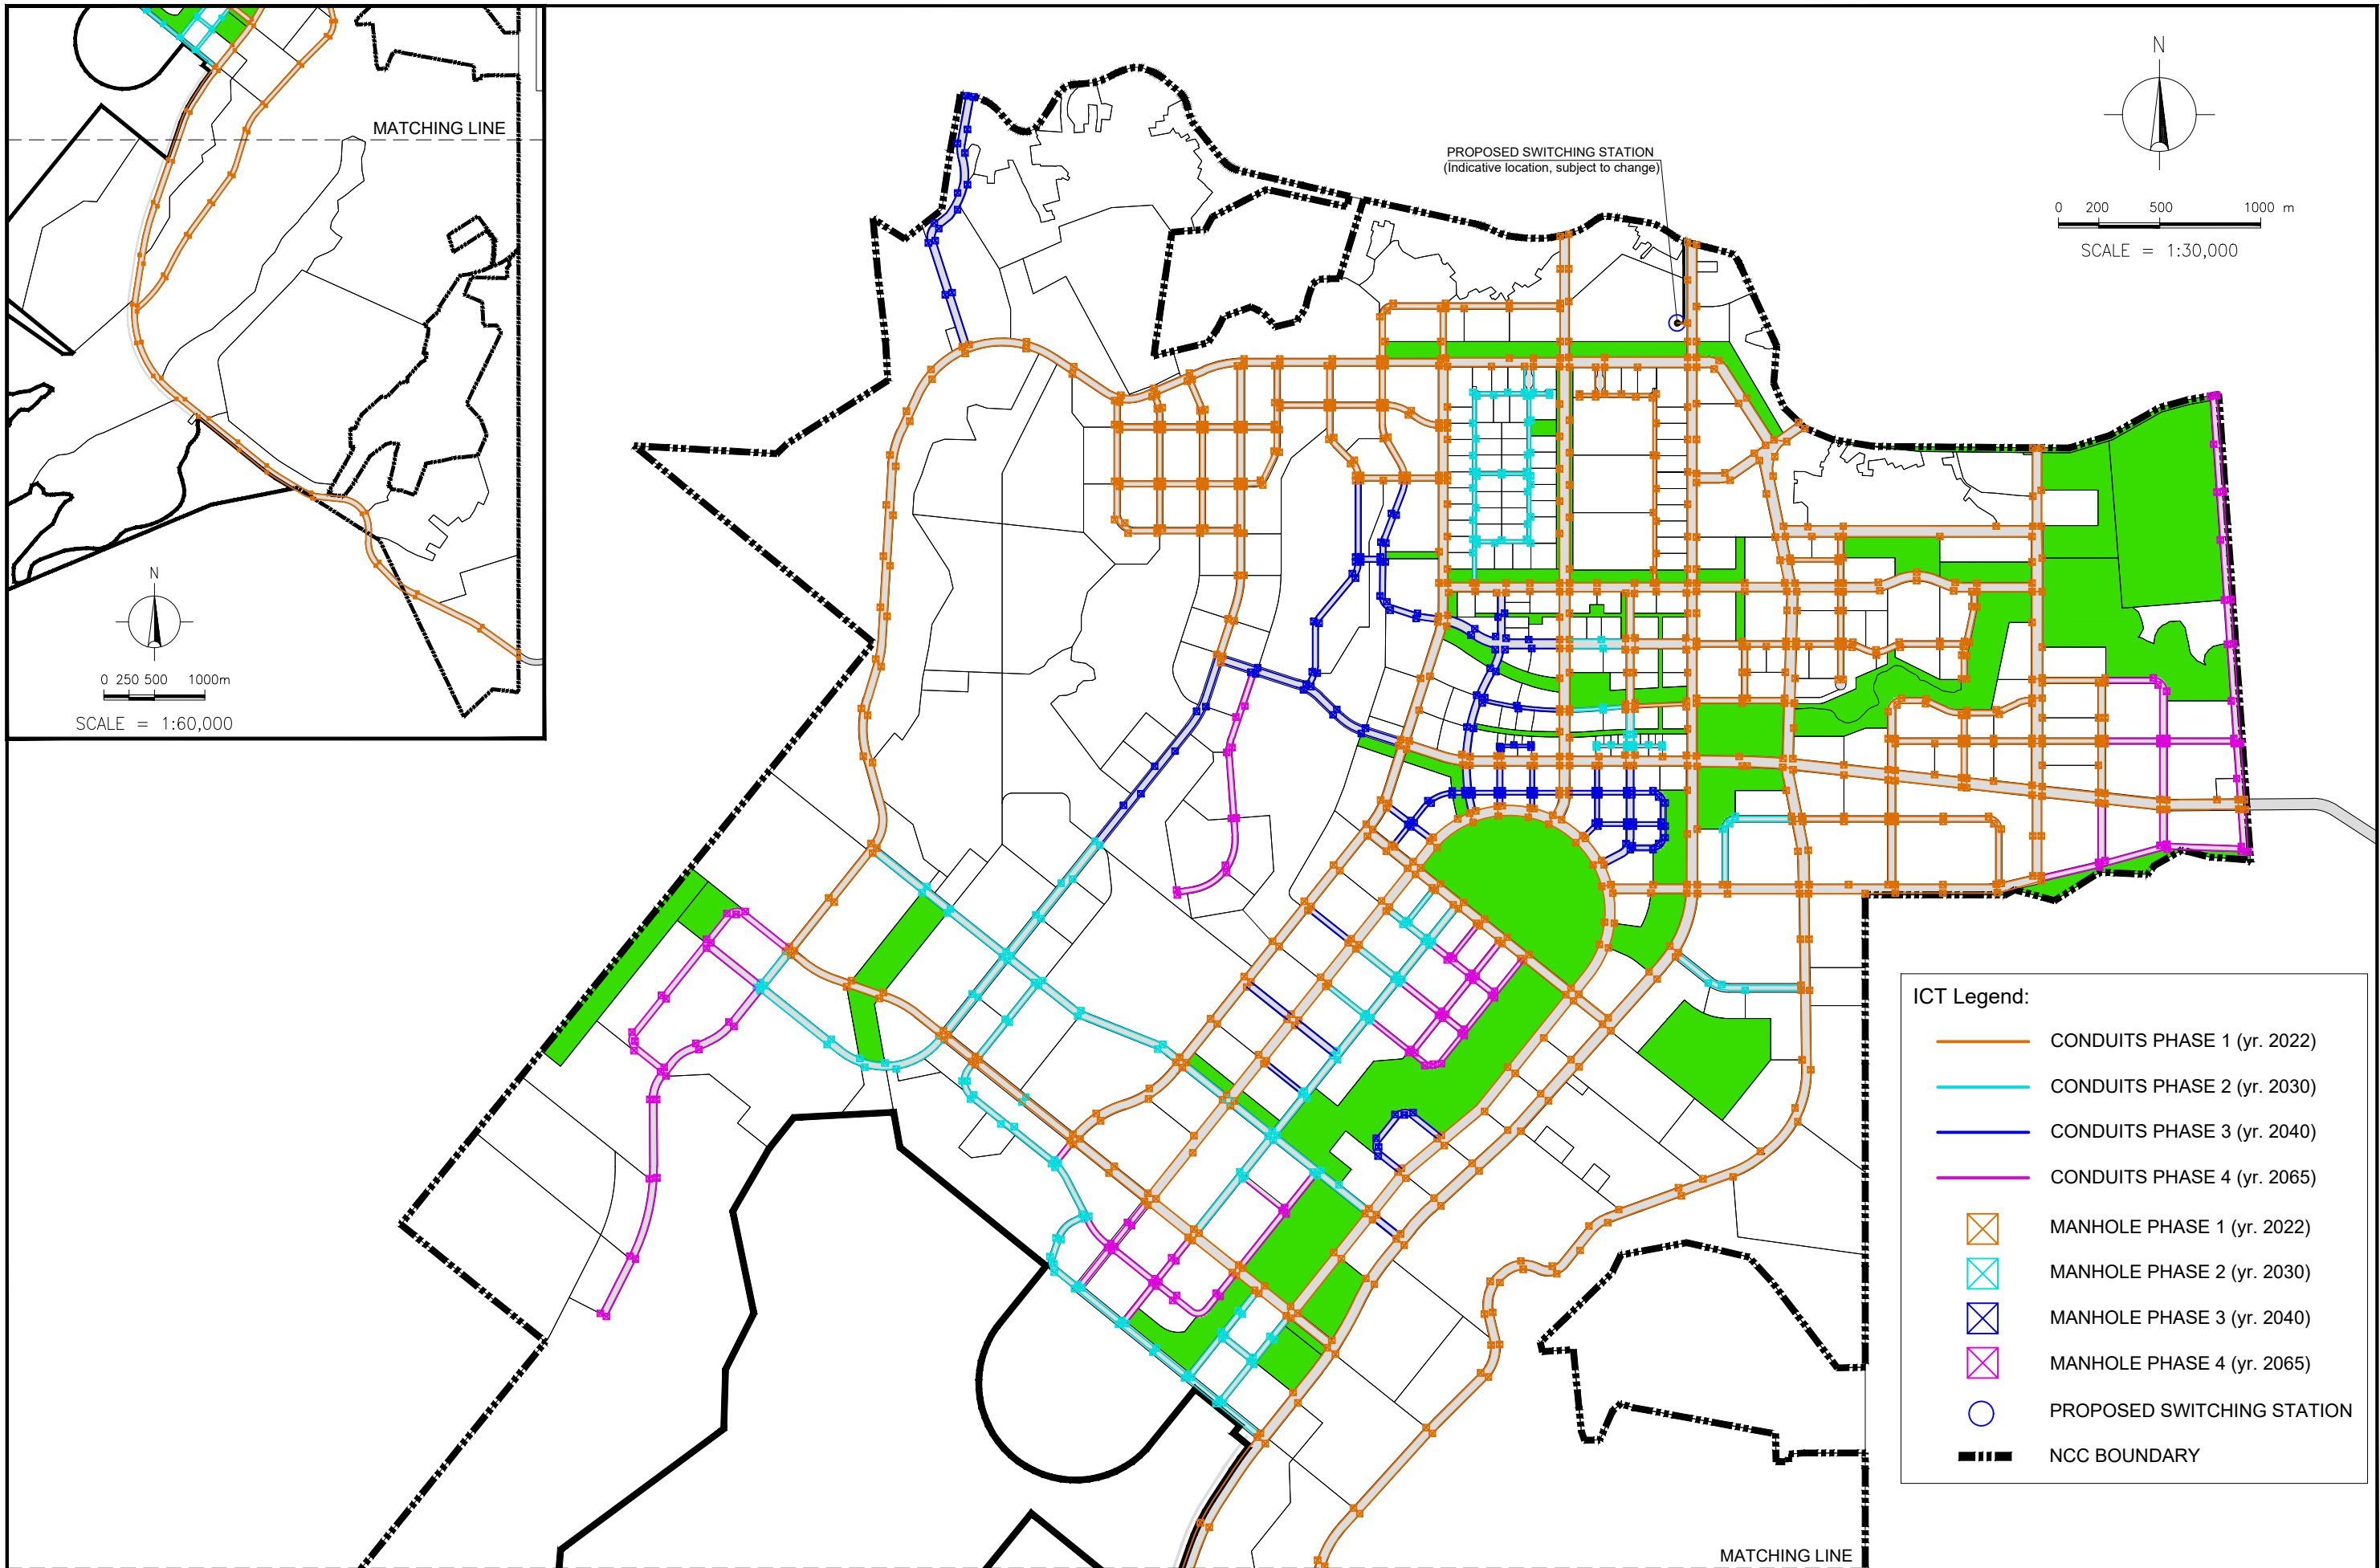 MATCHING LINE
N
0 250 500 1000m
SCALE = 1:60,000
PROPOSED SWITCHING STATION
(Indicative location, subject to change)
N
0 200 500 1000 m
SCALE = 1:30,000
ICT Legend:
CONDUITS PHASE 1 (yr. 2022)
CONDUITS PHASE 2 (yr. 2030)
CONDUITS PHASE 3 (yr. 2040)
CONDUITS PHASE 4 (yr. 2065)
MANHOLE PHASE 1 (yr. 2022)
MANHOLE PHASE 2 (yr. 2030)
MANHOLE PHASE 3 (yr. 2040)
MANHOLE PHASE 4 (yr. 2065)
PROPOSED SWITCHING STATION
NCC BOUNDARY
MATCHING LINE